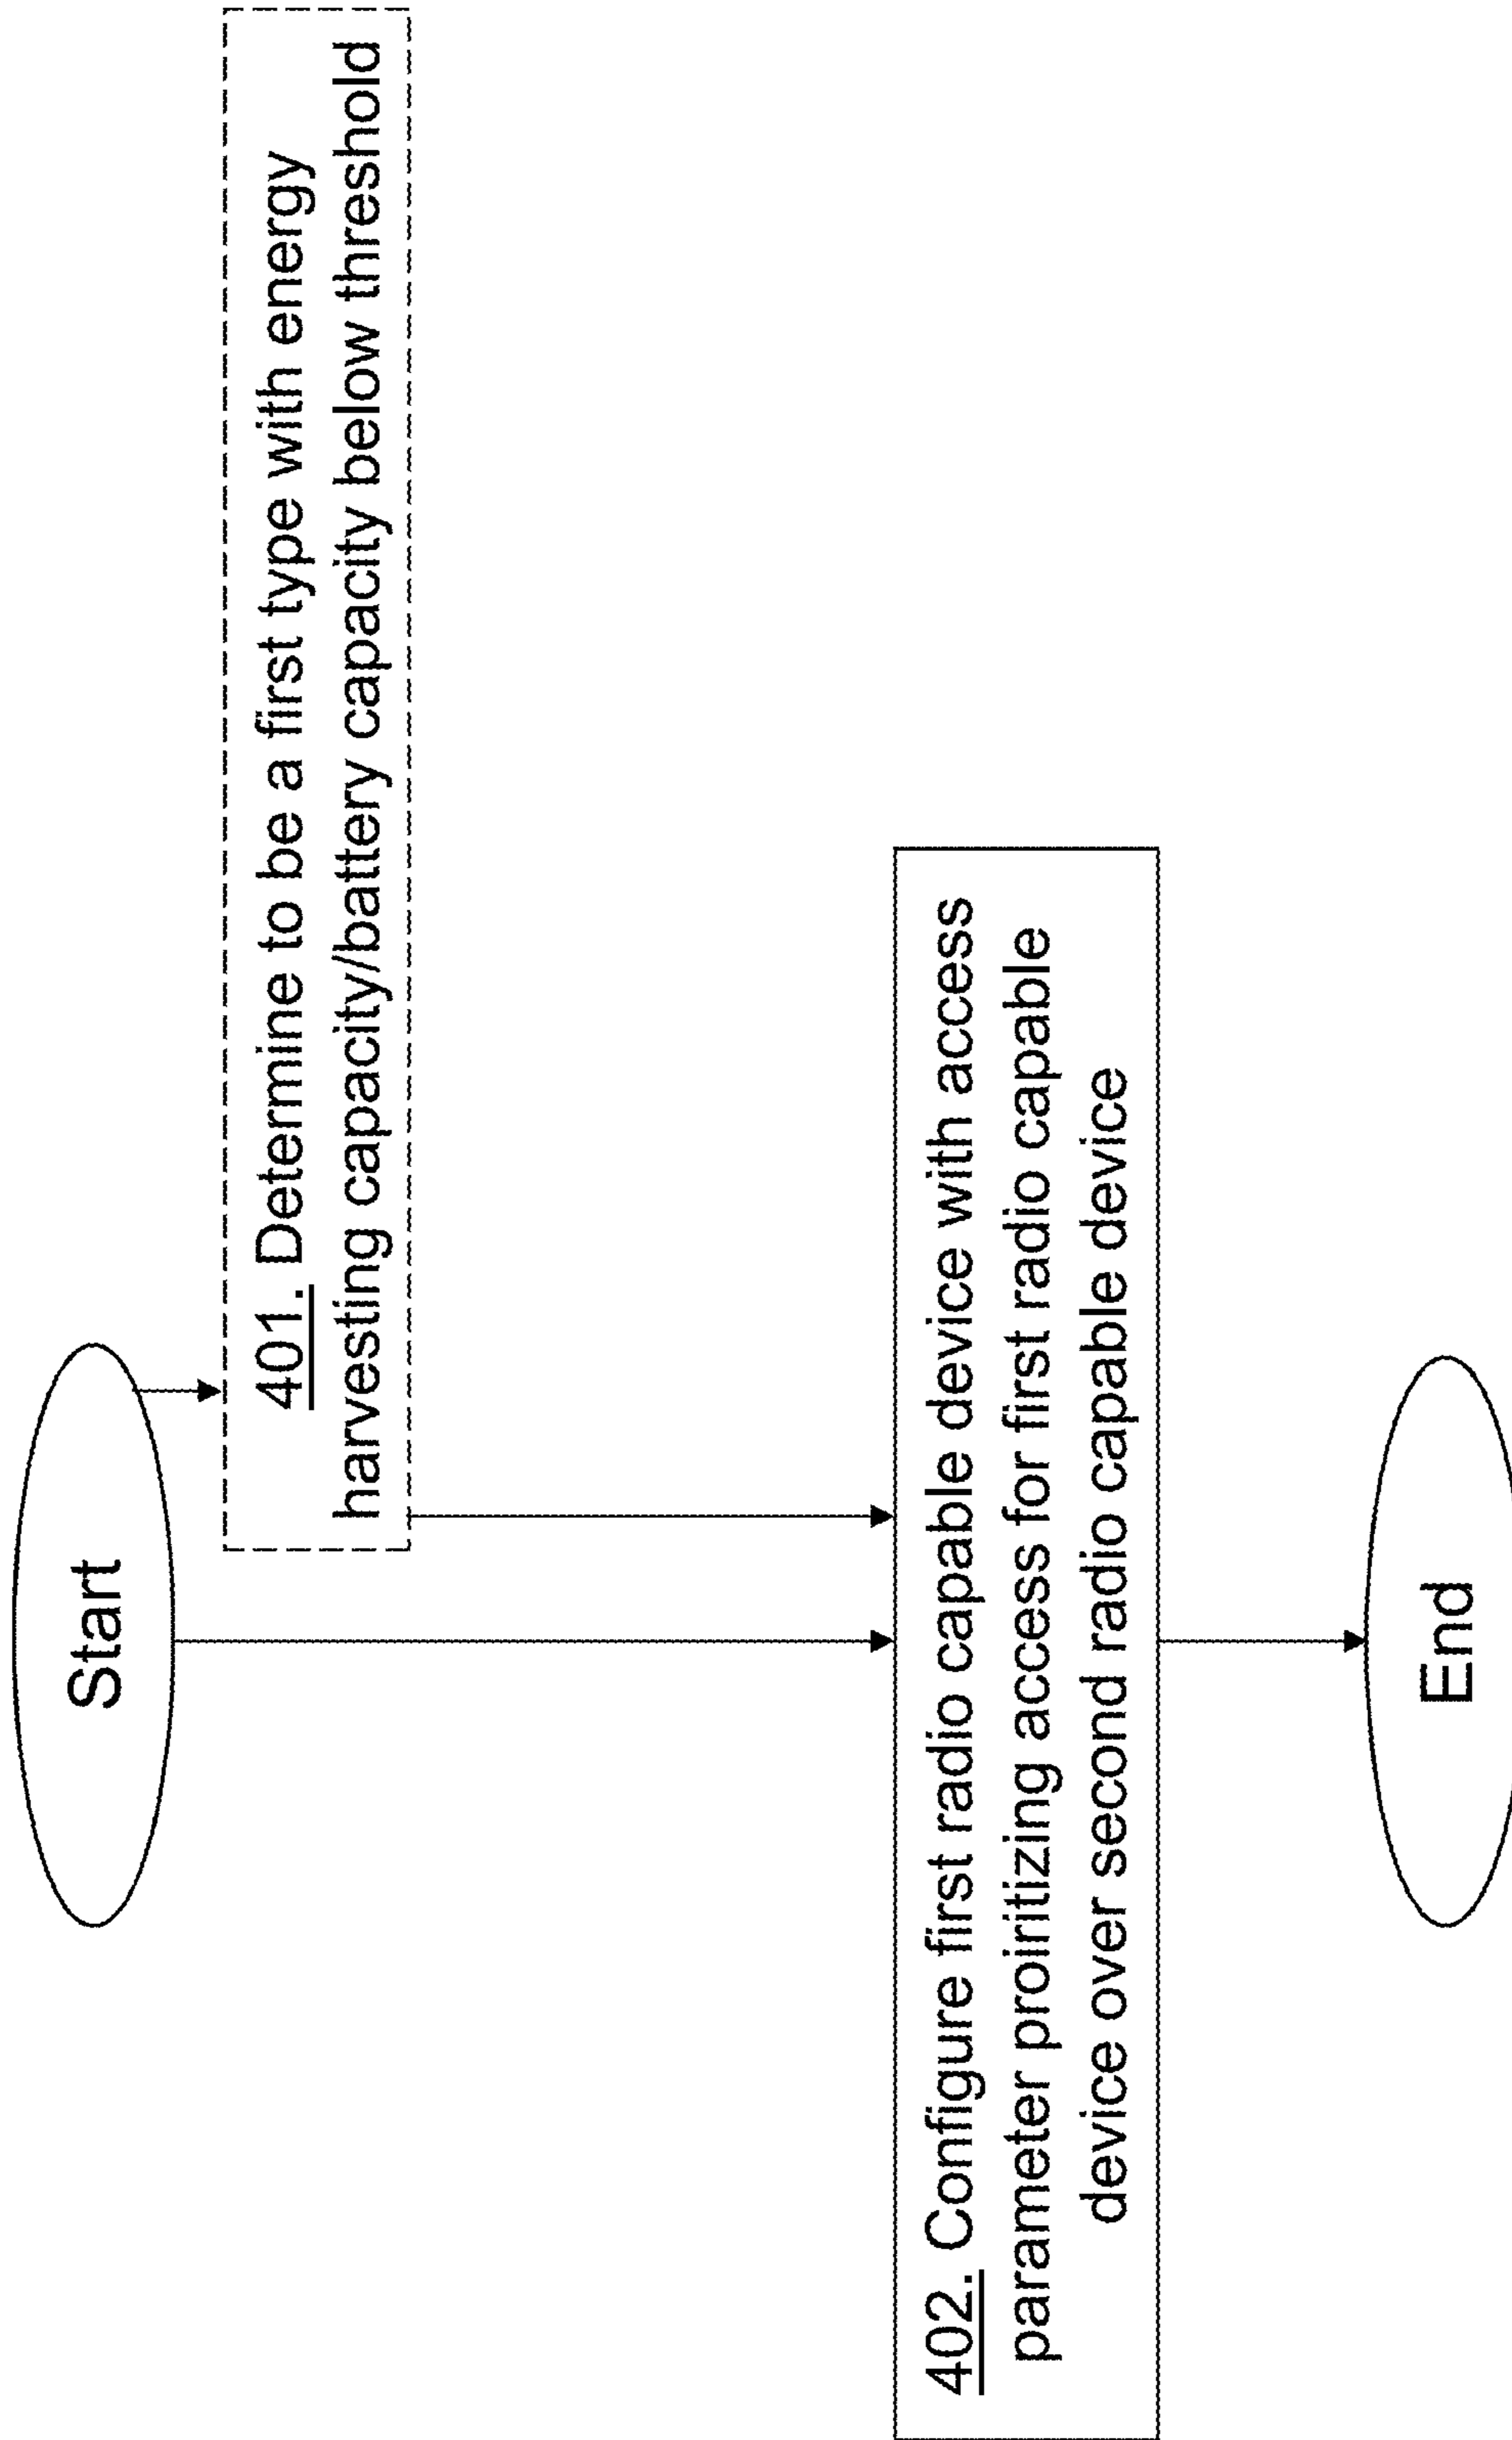 Start
401. Determine to be a first type with energy
harvesting capacity/battery capacity below threshold
402. Configure first radio capable device with access
parameter proiritizing access for first radio capable
device over second radio capable device
End